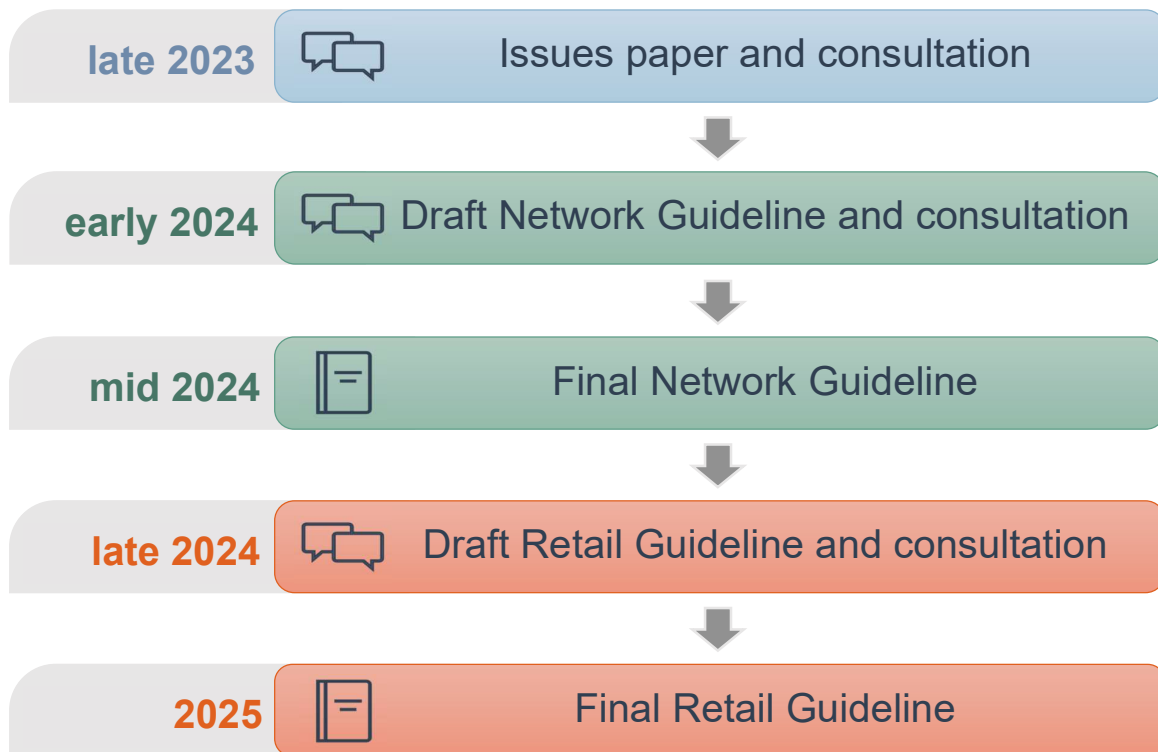 late 2023
Issues paper and consultation
early 2024
Draft Network Guideline and consultation
mid 2024
Final Network Guideline
late 2024
Draft Retail Guideline and consultation
2025
Final Retail Guideline